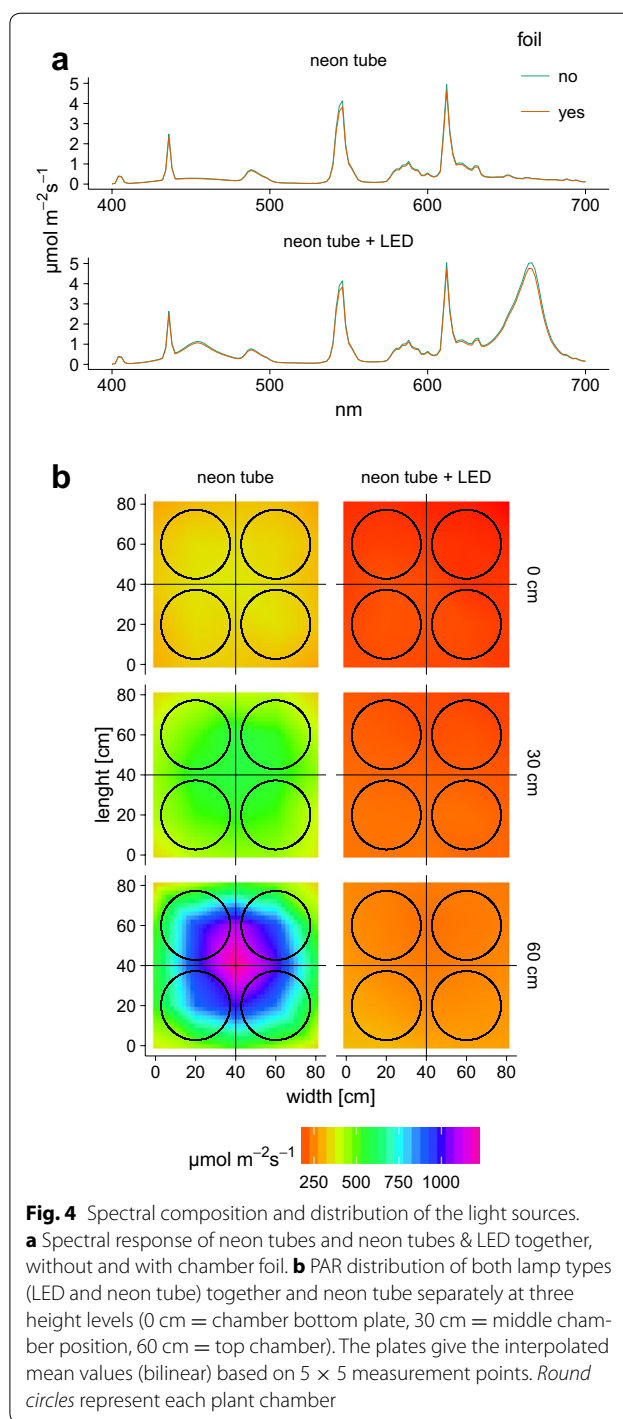 a
neon tube
foil
no
yes
5
4
3
2
1
0
400
500
600
700
neon tube + LED
5
4
3
2
1
0
400
500
600
700
nm
µmol m−2s−1
b
neon tube
neon tube + LED
80
60
40
20
0
0 cm
80
60
40
20
0
30 cm
80
60
40
20
0
60 cm
lenght [cm]
0 20 40 60 80
0 20 40 60 80
width [cm]
µmol m−2s−1
250 500 750 1000
Fig. 4 Spectral composition and distribution of the light sources.
a Spectral response of neon tubes and neon tubes & LED together,
without and with chamber foil. b PAR distribution of both lamp types
(LED and neon tube) together and neon tube separately at three
height levels (0 cm = chamber bottom plate, 30 cm = middle cham-
ber position, 60 cm = top chamber). The plates give the interpolated
mean values (bilinear) based on 5 × 5 measurement points. Round
circles represent each plant chamber